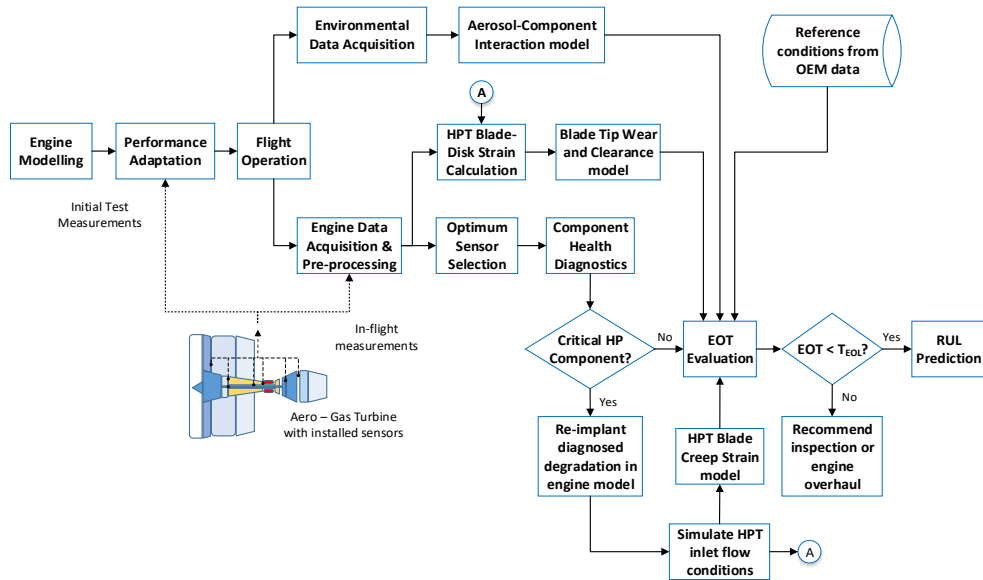 Environmental
Data Acquisition
Aerosol-Component
Interaction model
Reference
conditions from
OEM data
A
Engine
Modelling
Performance
Adaptation
Flight
Operation
HPT Blade-
Disk Strain
Calculation
Blade Tip Wear
and Clearance
model
Initial Test
Measurements
Engine Data
Acquisition &
Pre-processing
Optimum
Sensor
Selection
Component
Health
Diagnostics
In-flight
measurements
Critical HP
Component?
No
EOT
Evaluation
EOT < TEOL?
Yes
RUL
Prediction
Aero – Gas Turbine
with installed sensors
Yes
No
Re-implant
diagnosed
degradation in
engine model
HPT Blade
Creep Strain
model
Recommend
inspection or
engine
overhaul
Simulate HPT
inlet flow
conditions
A